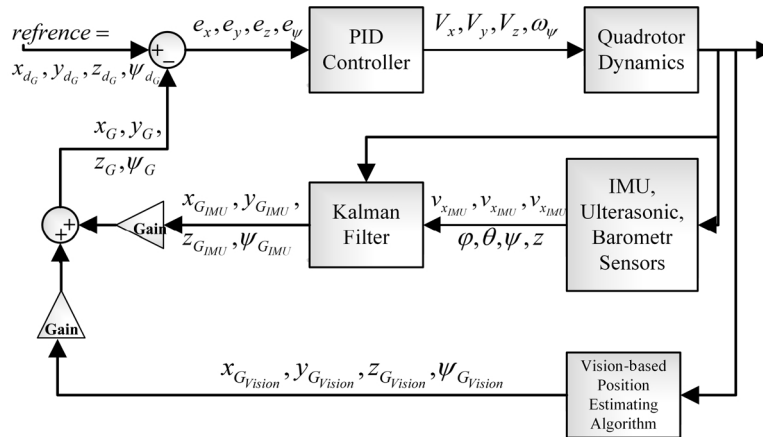 refrence =
x_{d_G}, y_{d_G}, z_{d_G}, ψ_{d_G}
+
−
e_x, e_y, e_z, e_ψ
PID
Controller
V_x, V_y, V_z, ω_ψ
Quadrotor
Dynamics
x_G, y_G,
z_G, ψ_G
+
+
Gain
x_{G_{IMU}}, y_{G_{IMU}},
z_{G_{IMU}}, ψ_{G_{IMU}}
Kalman
Filter
v_{x_{IMU}}, v_{x_{IMU}}, v_{x_{IMU}}
φ, θ, ψ, z
IMU,
Ulterasonic,
Barometr
Sensors
Gain
x_{G_{Vision}}, y_{G_{Vision}}, z_{G_{Vision}}, ψ_{G_{Vision}}
Vision-based
Position
Estimating
Algorithm